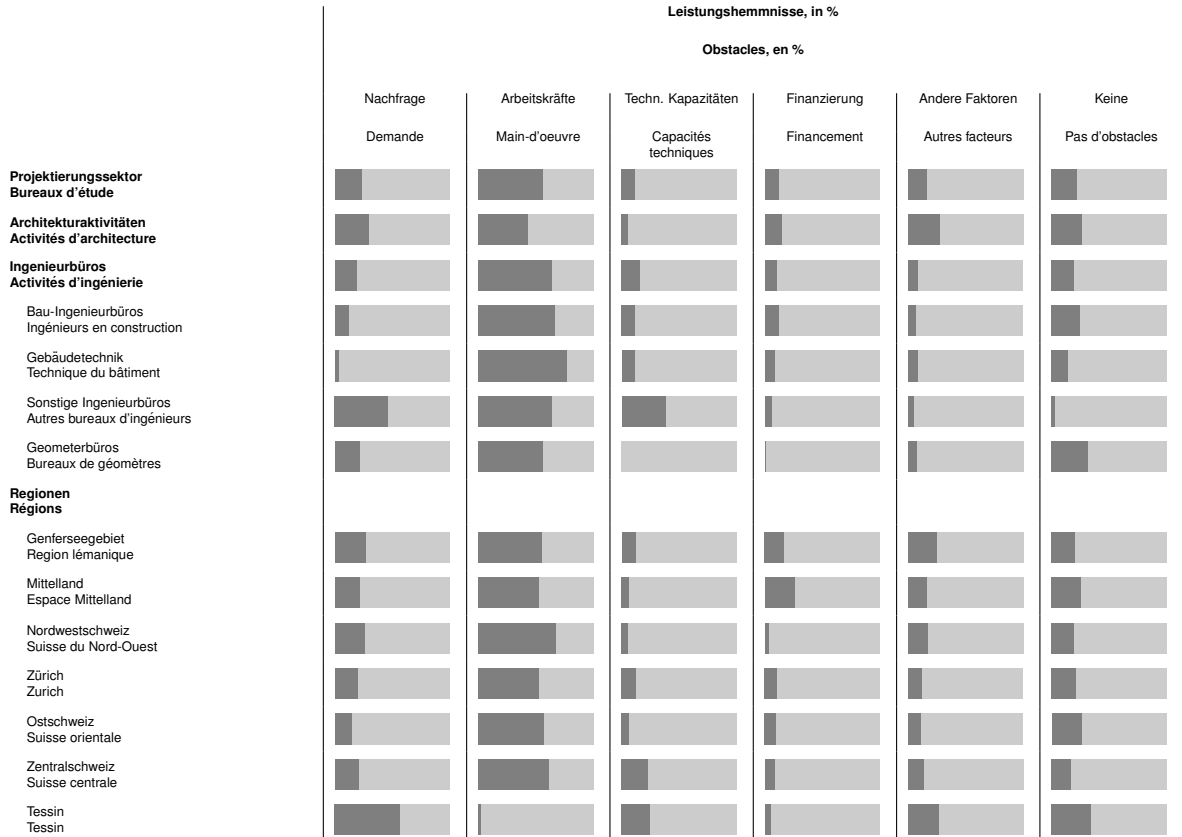 Leistungshemmnisse, in %
Obstacles, en %
Nachfrage
Arbeitskräfte
Techn. Kapazitäten
Finanzierung
Andere Faktoren
Keine
Demande
Main-d'oeuvre
Capacités
techniques
Financement
Autres facteurs
Pas d'obstacles
Projektierungssektor
Bureaux d'étude
Architekturaktivitäten
Activités d'architecture
Ingenieurbüros
Activités d'ingénierie
Bau-Ingenieurbüros
Ingénieurs en construction
Gebäudetechnik
Technique du bâtiment
Sonstige Ingenieurbüros
Autres bureaux d'ingénieurs
Geometerbüros
Bureaux de géomètres
Regionen
Régions
Genferseegebiet
Region lémanique
Mittelland
Espace Mittelland
Nordwestschweiz
Suisse du Nord-Ouest
Zürich
Zurich
Ostschweiz
Suisse orientale
Zentralschweiz
Suisse centrale
Tessin
Tessin